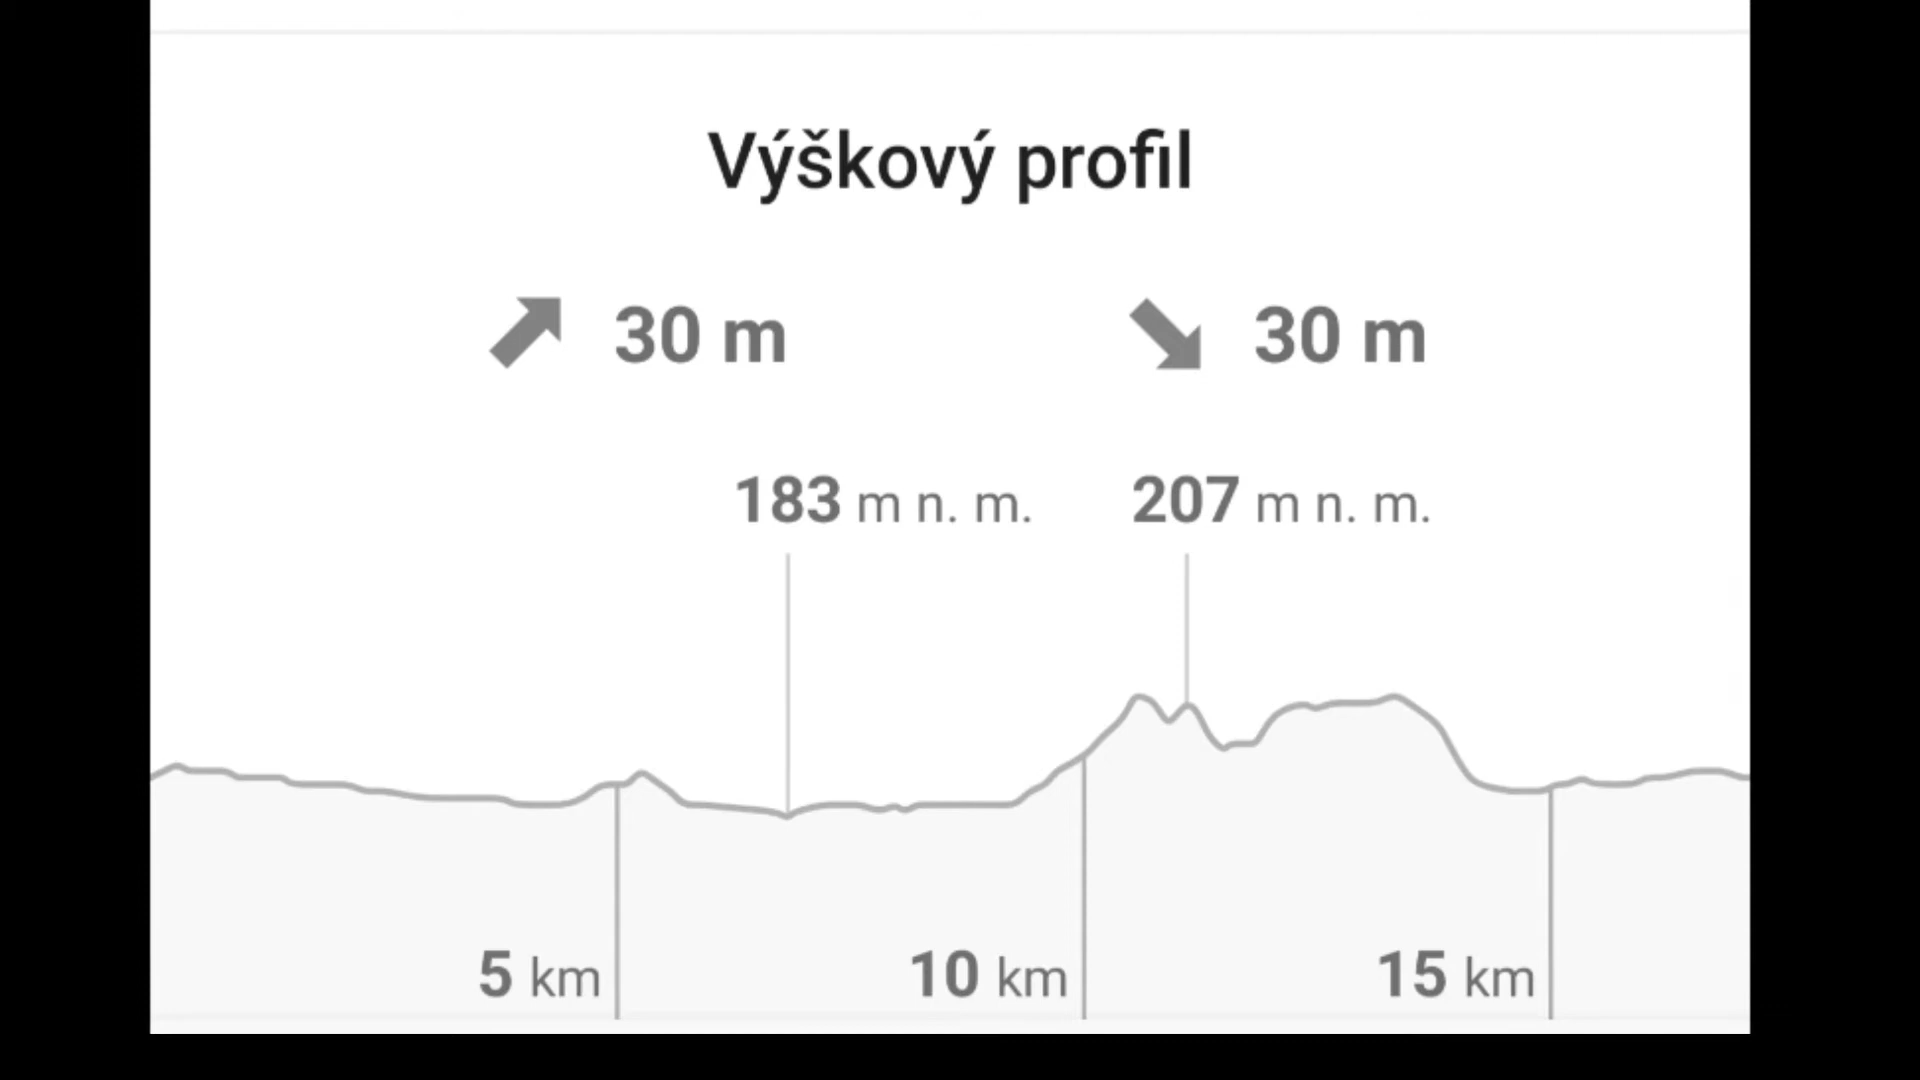 Výškový profil
30 m 30 m
183 m n. m. 207 m n. m.
5 km 10 km 15 km